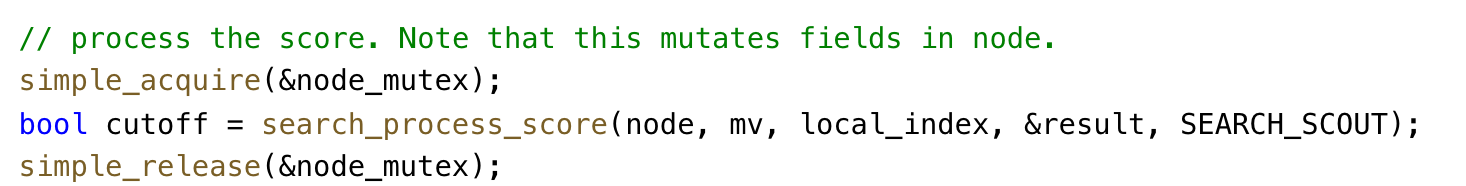 // process the score. Note that this mutates fields in node.
simple_acquire(&node_mutex);
bool cutoff = search_process_score(node, mv, local_index, &result, SEARCH_SCOUT);
simple_release(&node_mutex);